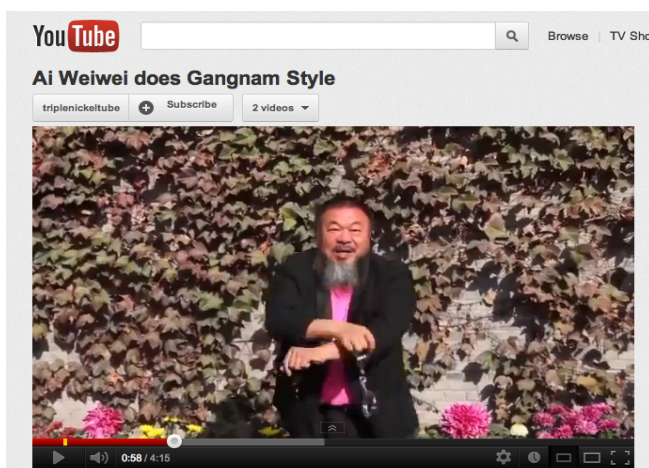 YouTube
Browse | TV Sho
Ai Weiwei does Gangnam Style
triplenickeltube Subscribe 2 videos
0:58 / 4:15